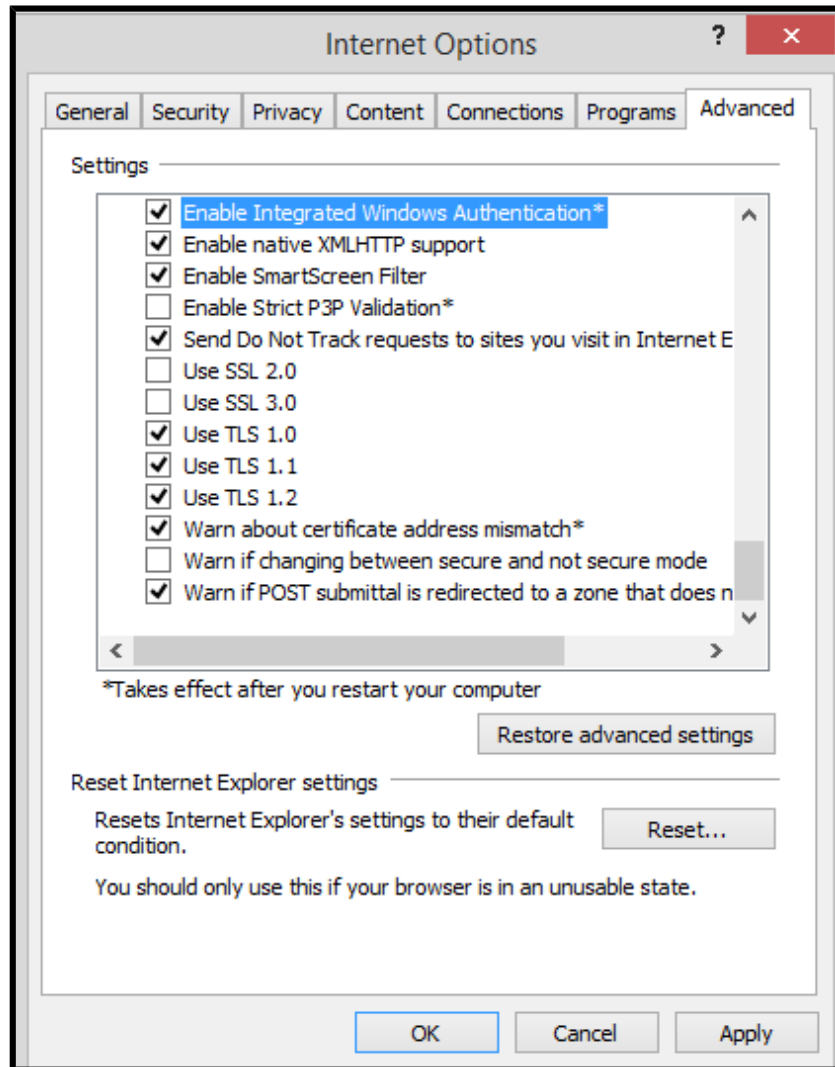 Internet Options
?
General Security Privacy Content Connections Programs Advanced
Settings
Enable Integrated Windows Authentication*
Enable native XMLHTTP support
Enable SmartScreen Filter
Enable Strict P3P Validation*
Send Do Not Track requests to sites you visit in Internet E
Use SSL 2.0
Use SSL 3.0
Use TLS 1.0
Use TLS 1.1
Use TLS 1.2
Warn about certificate address mismatch*
Warn if changing between secure and not secure mode
Warn if POST submittal is redirected to a zone that does n
*Takes effect after you restart your computer
Restore advanced settings
Reset Internet Explorer settings
Resets Internet Explorer's settings to their default
condition.
Reset...
You should only use this if your browser is in an unusable state.
OK Cancel Apply